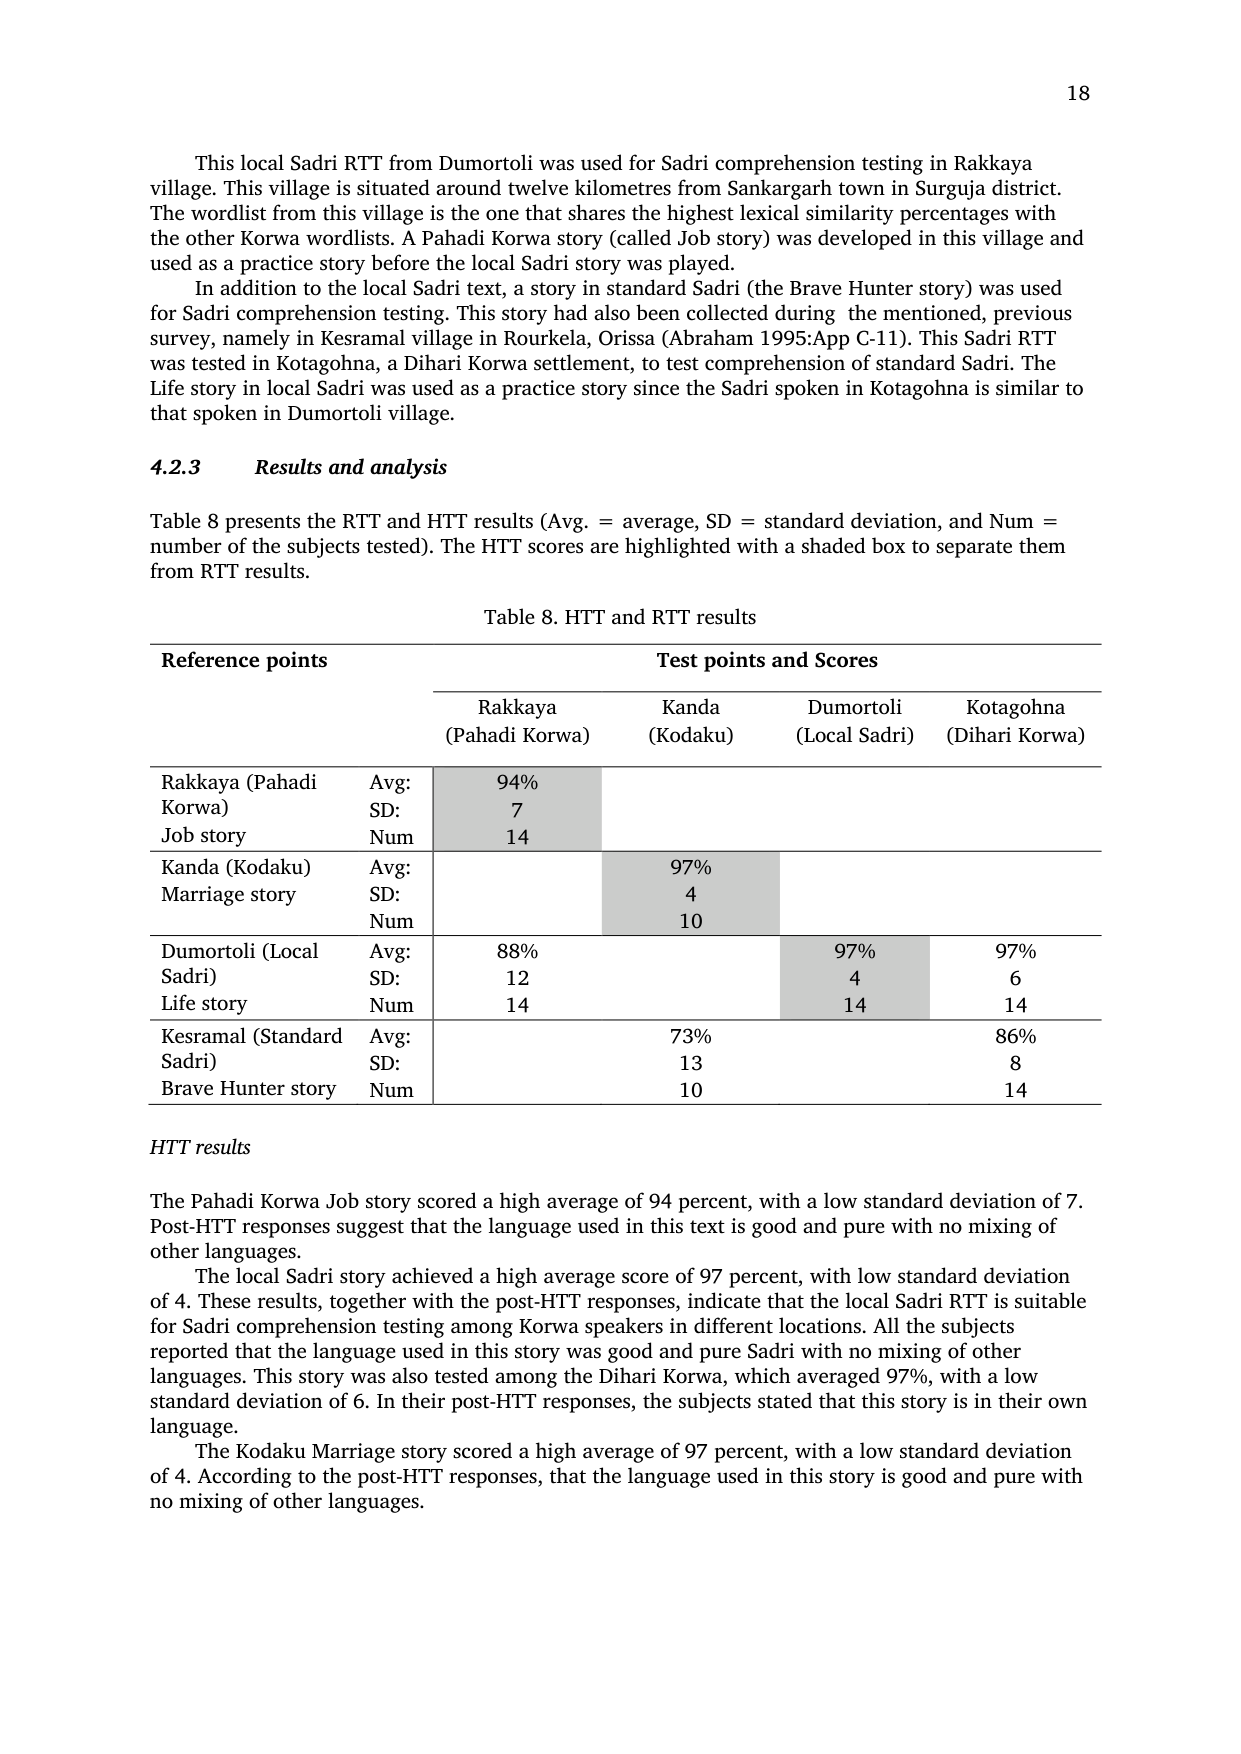 18
This local Sadri RTT from Dumortoli was used for Sadri comprehension testing in Rakkaya
village. This village is situated around twelve kilometres from Sankargarh town in Surguja district.
The wordlist from this village is the one that shares the highest lexical similarity percentages with
the other Korwa wordlists. A Pahadi Korwa story (called Job story) was developed in this village and
used as a practice story before the local Sadri story was played.
In addition to the local Sadri text, a story in standard Sadri (the Brave Hunter story) was used
for Sadri comprehension testing. This story had also been collected during the mentioned, previous
survey, namely in Kesramal village in Rourkela, Orissa (Abraham 1995:App C-11). This Sadri RTT
was tested in Kotagohna, a Dihari Korwa settlement, to test comprehension of standard Sadri. The
Life story in local Sadri was used as a practice story since the Sadri spoken in Kotagohna is similar to
that spoken in Dumortoli village.
4.2.3 Results and analysis
Table 8 presents the RTT and HTT results (Avg. = average, SD = standard deviation, and Num =
number of the subjects tested). The HTT scores are highlighted with a shaded box to separate them
from RTT results.
Table 8. HTT and RTT results
Reference points Test points and Scores
Rakkaya Kanda Dumortoli Kotagohna
(Pahadi Korwa) (Kodaku) (Local Sadri) (Dihari Korwa)
Rakkaya (Pahadi Avg: 94%
Korwa) SD: 7
Job story Num 14
Kanda (Kodaku) Avg: 97%
Marriage story SD: 4
Num 10
Dumortoli (Local Avg: 88% 97% 97%
Sadri) SD: 12 4 6
Life story Num 14 14 14
Kesramal (Standard Avg: 73% 86%
Sadri) SD: 13 8
Brave Hunter story Num 10 14
HTT results
The Pahadi Korwa Job story scored a high average of 94 percent, with a low standard deviation of 7.
Post-HTT responses suggest that the language used in this text is good and pure with no mixing of
other languages.
The local Sadri story achieved a high average score of 97 percent, with low standard deviation
of 4. These results, together with the post-HTT responses, indicate that the local Sadri RTT is suitable
for Sadri comprehension testing among Korwa speakers in different locations. All the subjects
reported that the language used in this story was good and pure Sadri with no mixing of other
languages. This story was also tested among the Dihari Korwa, which averaged 97%, with a low
standard deviation of 6. In their post-HTT responses, the subjects stated that this story is in their own
language.
The Kodaku Marriage story scored a high average of 97 percent, with a low standard deviation
of 4. According to the post-HTT responses, that the language used in this story is good and pure with
no mixing of other languages.